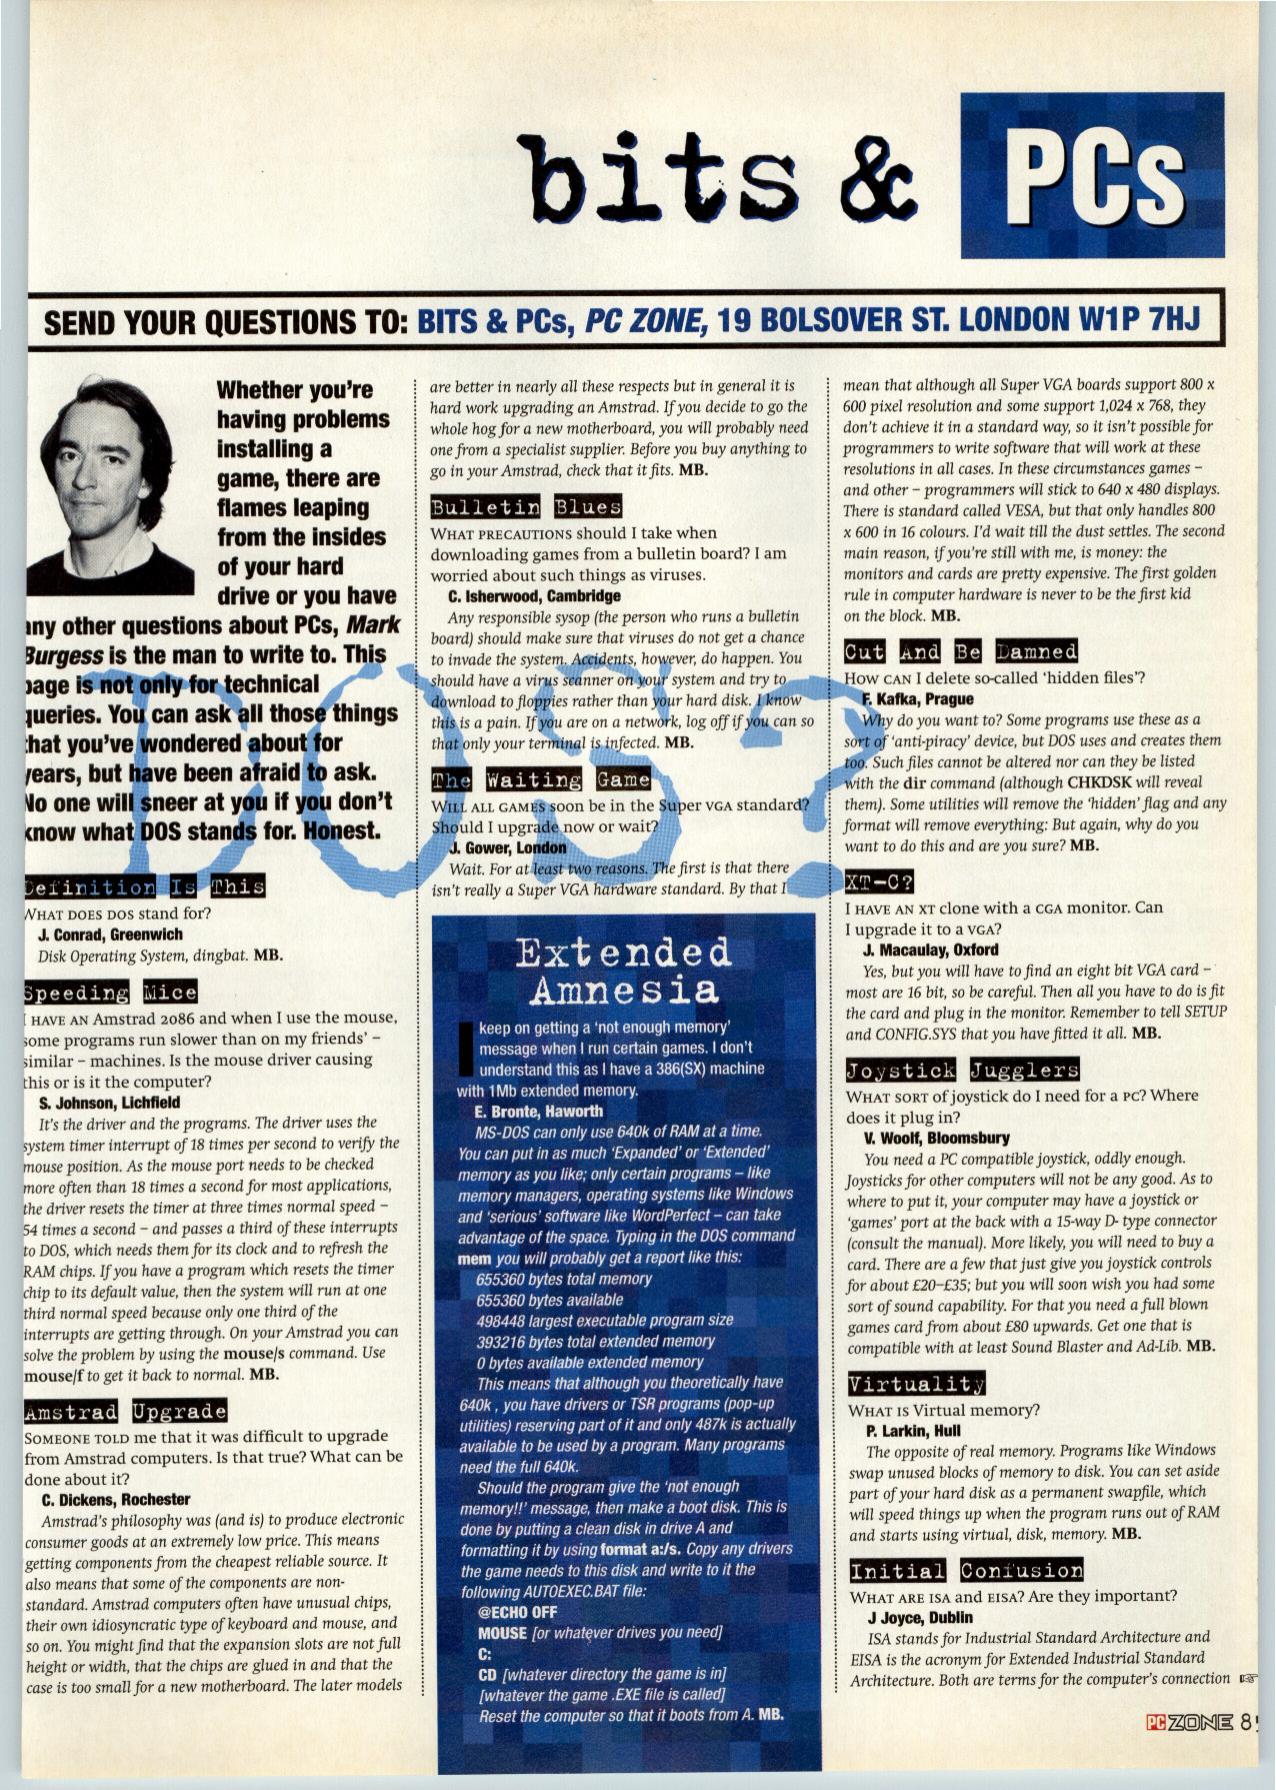 bits & PCs
SEND YOUR QUESTIONS TO: BITS & PCs, PC ZONE, 19 BOLSOVER ST. LONDON W1P 7HJ
Whether you're
having problems
installing a
game, there are
flames leaping
from the insides
of your hard
drive or you have
any other questions about PCs, Mark
Burgess is the man to write to. This
page is not only for technical
queries. You can ask all those things
that you've wondered about for
years, but have been afraid to ask.
No one will sneer at you if you don't
know what DOS stands for. Honest.
DOS?
Definition Is This
WHAT DOES DOS stand for?
J. Conrad, Greenwich
Disk Operating System, dingbat. MB.
Speeding Mice
I HAVE AN Amstrad 2086 and when I use the mouse,
some programs run slower than on my friends' –
similar – machines. Is the mouse driver causing
this or is it the computer?
S. Johnson, Lichfield
It's the driver and the programs. The driver uses the
system timer interrupt of 18 times per second to verify the
mouse position. As the mouse port needs to be checked
more often than 18 times a second for most applications,
the driver resets the timer at three times normal speed –
54 times a second – and passes a third of these interrupts
to DOS, which needs them for its clock and to refresh the
RAM chips. If you have a program which resets the timer
chip to its default value, then the system will run at one
third normal speed because only one third of the
interrupts are getting through. On your Amstrad you can
solve the problem by using the mouse/s command. Use
mouse/f to get it back to normal. MB.
Amstrad Upgrade
SOMEONE TOLD me that it was difficult to upgrade
from Amstrad computers. Is that true? What can be
done about it?
C. Dickens, Rochester
Amstrad's philosophy was (and is) to produce electronic
consumer goods at an extremely low price. This means
getting components from the cheapest reliable source. It
also means that some of the components are non-
standard. Amstrad computers often have unusual chips,
their own idiosyncratic type of keyboard and mouse, and
so on. You might find that the expansion slots are not full
height or width, that the chips are glued in and that the
case is too small for a new motherboard. The later models
are better in nearly all these respects but in general it is
hard work upgrading an Amstrad. If you decide to go the
whole hog for a new motherboard, you will probably need
one from a specialist supplier. Before you buy anything to
go in your Amstrad, check that it fits. MB.
Bulletin Blues
WHAT PRECAUTIONS should I take when
downloading games from a bulletin board? I am
worried about such things as viruses.
C. Isherwood, Cambridge
Any responsible sysop (the person who runs a bulletin
board) should make sure that viruses do not get a chance
to invade the system. Accidents, however, do happen. You
should have a virus scanner on your system and try to
download to floppies rather than your hard disk. I know
this is a pain. If you are on a network, log off if you can so
that only your terminal is infected. MB.
The Waiting Game
WILL ALL GAMES soon be in the Super VGA standard?
Should I upgrade now or wait?
J. Gower, London
Wait. For at least two reasons. The first is that there
isn't really a Super VGA hardware standard. By that I
Extended
Amnesia
I keep on getting a 'not enough memory'
message when I run certain games. I don't
understand this as I have a 386(SX) machine
with 1Mb extended memory.
E. Bronte, Haworth
MS-DOS can only use 640k of RAM at a time.
You can put in as much 'Expanded' or 'Extended'
memory as you like; only certain programs – like
memory managers, operating systems like Windows
and 'serious' software like WordPerfect – can take
advantage of the space. Typing in the DOS command
mem you will probably get a report like this:
655360 bytes total memory
655360 bytes available
498448 largest executable program size
393216 bytes total extended memory
0 bytes available extended memory
This means that although you theoretically have
640k , you have drivers or TSR programs (pop-up
utilities) reserving part of it and only 487k is actually
available to be used by a program. Many programs
need the full 640k.
Should the program give the 'not enough
memory!!' message, then make a boot disk. This is
done by putting a clean disk in drive A and
formatting it by using format a:/s. Copy any drivers
the game needs to this disk and write to it the
following AUTOEXEC.BAT file:
@ECHO OFF
MOUSE [or whatever drives you need]
C:
CD [whatever directory the game is in]
[whatever the game .EXE file is called]
Reset the computer so that it boots from A. MB.
mean that although all Super VGA boards support 800 x
600 pixel resolution and some support 1,024 x 768, they
don't achieve it in a standard way, so it isn't possible for
programmers to write software that will work at these
resolutions in all cases. In these circumstances games –
and other – programmers will stick to 640 x 480 displays.
There is standard called VESA, but that only handles 800
x 600 in 16 colours. I'd wait till the dust settles. The second
main reason, if you're still with me, is money: the
monitors and cards are pretty expensive. The first golden
rule in computer hardware is never to be the first kid
on the block. MB.
Cut And Be Damned
HOW CAN I delete so-called 'hidden files'?
F. Kafka, Prague
Why do you want to? Some programs use these as a
sort of 'anti-piracy' device, but DOS uses and creates them
too. Such files cannot be altered nor can they be listed
with the dir command (although CHKDSK will reveal
them). Some utilities will remove the 'hidden' flag and any
format will remove everything: But again, why do you
want to do this and are you sure? MB.
XT-C?
I HAVE AN XT clone with a CGA monitor. Can
I upgrade it to a VGA?
J. Macaulay, Oxford
Yes, but you will have to find an eight bit VGA card –
most are 16 bit, so be careful. Then all you have to do is fit
the card and plug in the monitor. Remember to tell SETUP
and CONFIG.SYS that you have fitted it all. MB.
Joystick Jugglers
WHAT SORT of joystick do I need for a PC? Where
does it plug in?
V. Woolf, Bloomsbury
You need a PC compatible joystick, oddly enough.
Joysticks for other computers will not be any good. As to
where to put it, your computer may have a joystick or
'games' port at the back with a 15-way D- type connector
(consult the manual). More likely, you will need to buy a
card. There are a few that just give you joystick controls
for about £20–£35; but you will soon wish you had some
sort of sound capability. For that you need a full blown
games card from about £80 upwards. Get one that is
compatible with at least Sound Blaster and Ad-Lib. MB.
Virtuality
WHAT IS Virtual memory?
P. Larkin, Hull
The opposite of real memory. Programs like Windows
swap unused blocks of memory to disk. You can set aside
part of your hard disk as a permanent swapfile, which
will speed things up when the program runs out of RAM
and starts using virtual, disk, memory. MB.
Initial Confusion
WHAT ARE ISA and EISA? Are they important?
J Joyce, Dublin
ISA stands for Industrial Standard Architecture and
EISA is the acronym for Extended Industrial Standard
Architecture. Both are terms for the computer's connection
PC ZONE 8